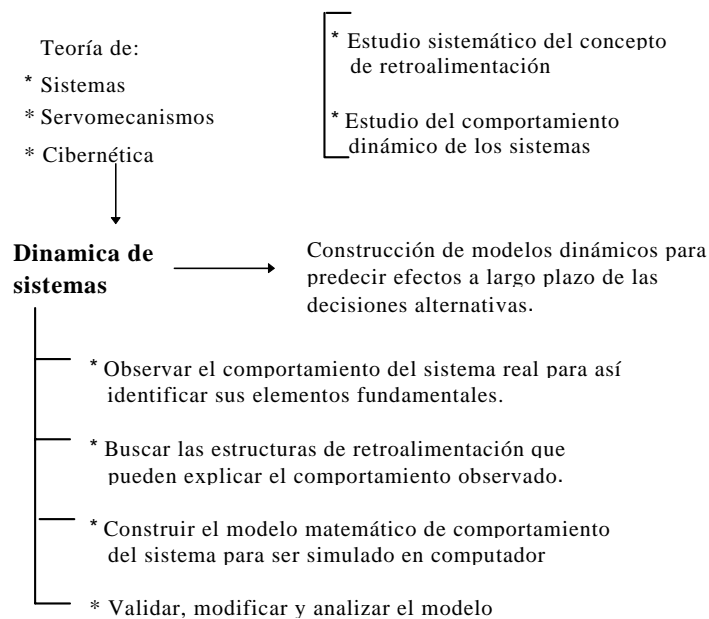 Teoría de:
* Sistemas
* Servomecanismos
* Cibernética
* Estudio sistemático del concepto
de retroalimentación
* Estudio del comportamiento
dinámico de los sistemas
Dinamica de
sistemas
Construcción de modelos dinámicos para
predecir efectos a largo plazo de las
decisiones alternativas.
* Observar el comportamiento del sistema real para así
identificar sus elementos fundamentales.
* Buscar las estructuras de retroalimentación que
pueden explicar el comportamiento observado.
* Construir el modelo matemático de comportamiento
del sistema para ser simulado en computador
* Validar, modificar y analizar el modelo